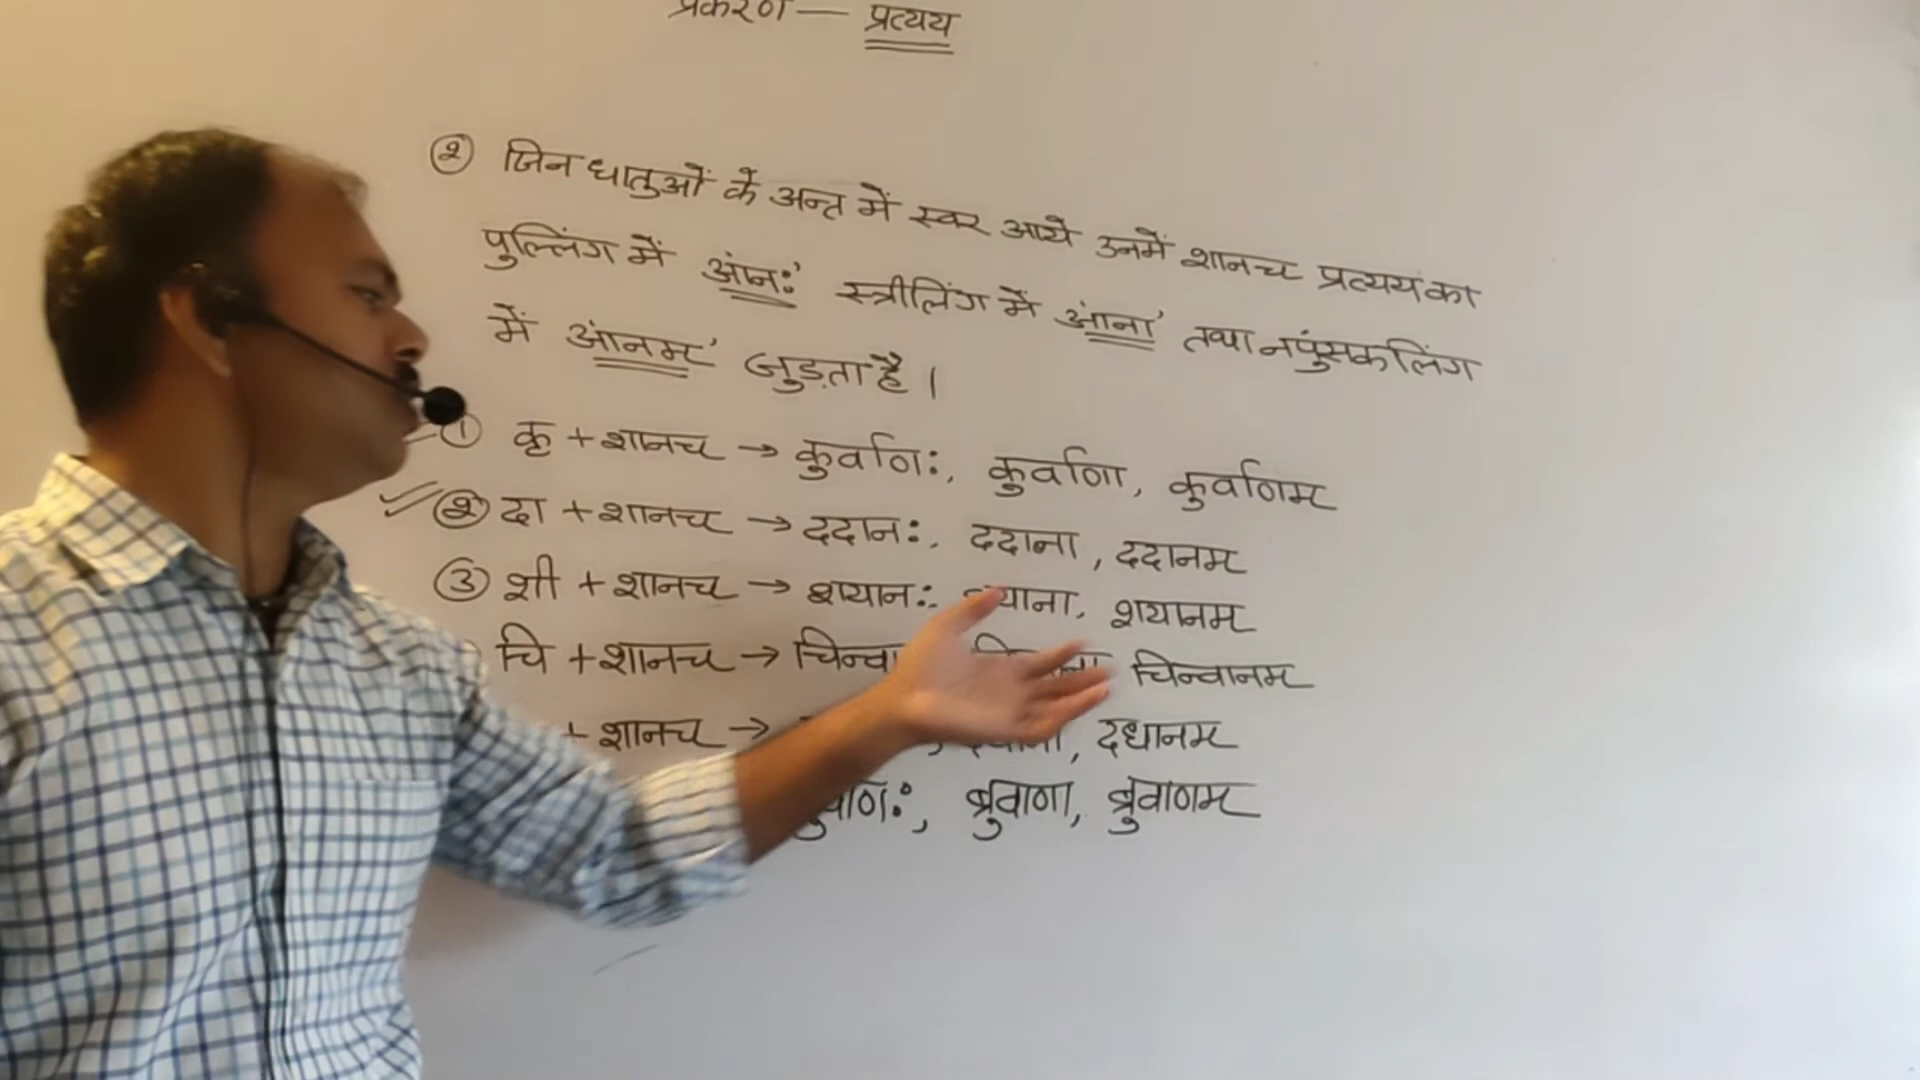 प्रकरण — प्रत्यय
② जिन धातुओं के अन्त में स्वर आये उनमें शानच प्रत्यय का
पुल्लिंग में 'आनः' स्त्रीलिंग में 'आना' तथा नपुंसकलिंग
में 'आनम' जुड़ता है।
① कृ + शानच → कुर्वाणः, कुर्वाणा, कुर्वाणम
② दा + शानच → ददानः, ददाना, ददानम
③ शी + शानच → शयानः, शयानम
चि + शानच → चिन्वानम
+ शानच → , दधानम
ब्रुवाणा, ब्रुवाणम